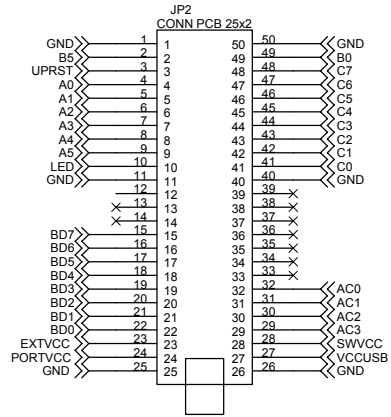 JP2
CONN PCB 25x2
GND 1 1 50 50 GND
B5 2 2 49 49 B0
UPRST 3 3 48 48 C7
A0 4 4 47 47 C6
A1 5 5 46 46 C5
A2 6 6 45 45 C4
A3 7 7 44 44 C3
A4 8 8 43 43 C2
A5 9 9 42 42 C1
LED 10 10 41 41 C0
GND 11 11 40 40 GND
12 12 39 39
13 13 38 38
14 14 37 37
BD7 15 15 36 36
BD6 16 16 35 35
BD5 17 17 34 34
BD4 18 18 33 33
BD3 19 19 32 32 AC0
BD2 20 20 31 31 AC1
BD1 21 21 30 30 AC2
BD0 22 22 29 29 AC3
EXTVCC 23 23 28 28 SWVCC
PORTVCC 24 24 27 27 VCCUSB
GND 25 25 26 26 GND